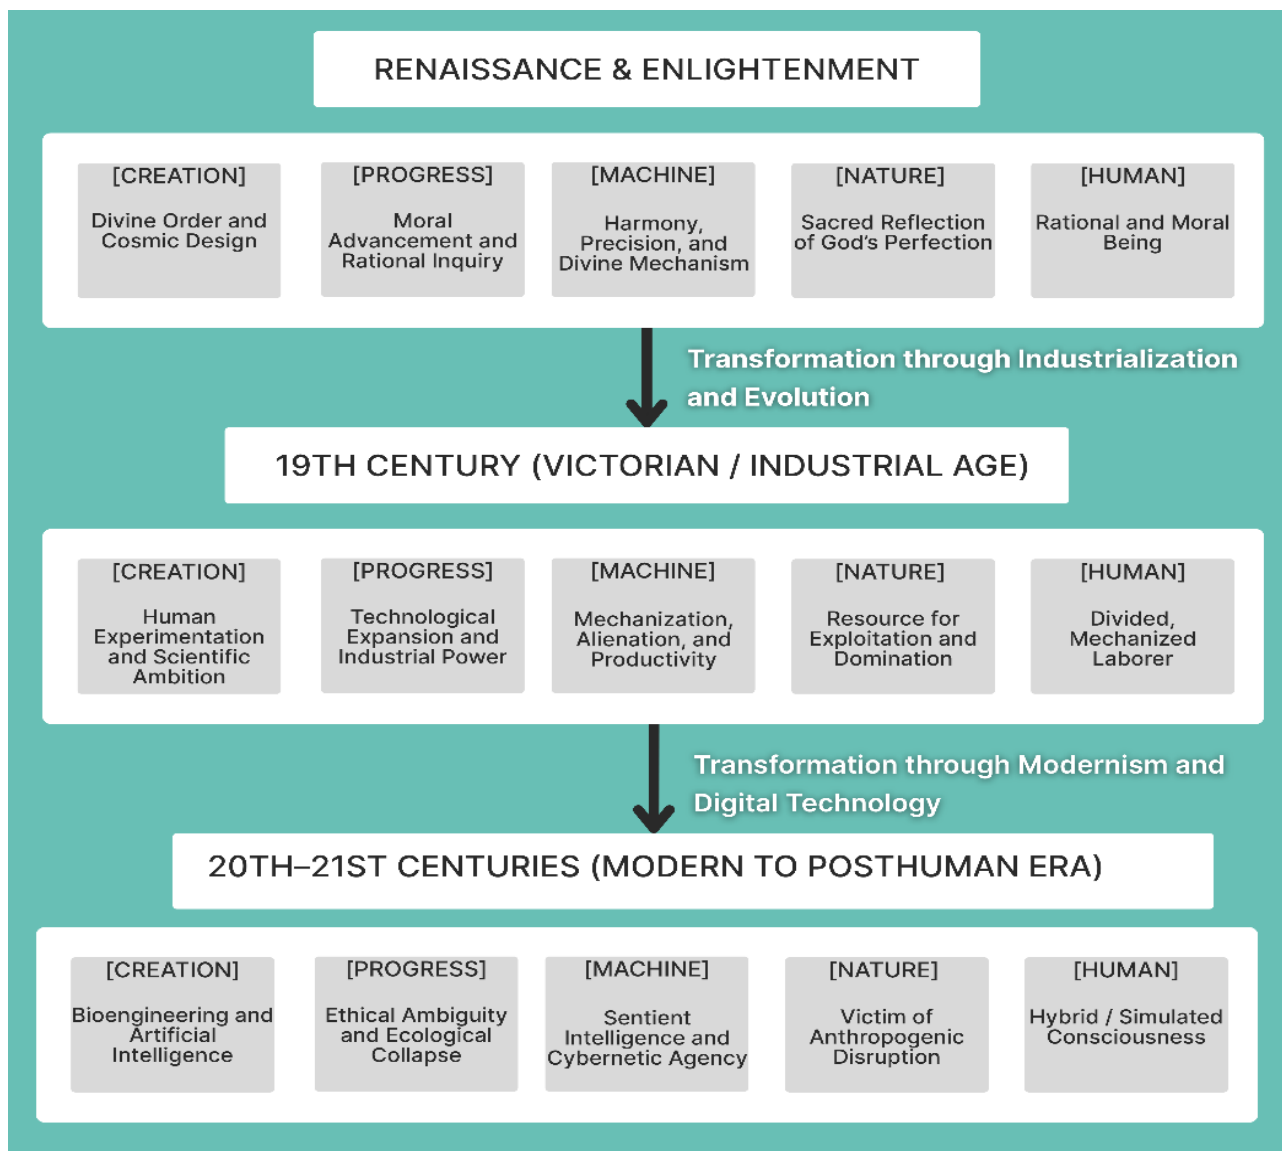 RENAISSANCE & ENLIGHTENMENT
[CREATION]
Divine Order and
Cosmic Design
[PROGRESS]
Moral
Advancement and
Rational Inquiry
[MACHINE]
Harmony,
Precision, and
Divine Mechanism
[NATURE]
Sacred Reflection
of God's Perfection
[HUMAN]
Rational and Moral
Being
Transformation through Industrialization
and Evolution
19TH CENTURY (VICTORIAN / INDUSTRIAL AGE)
[CREATION]
Human
Experimentation
and Scientific
Ambition
[PROGRESS]
Technological
Expansion and
Industrial Power
[MACHINE]
Mechanization,
Alienation, and
Productivity
[NATURE]
Resource for
Exploitation and
Domination
[HUMAN]
Divided,
Mechanized
Laborer
Transformation through Modernism and
Digital Technology
20TH–21ST CENTURIES (MODERN TO POSTHUMAN ERA)
[CREATION]
Bioengineering and
Artificial
Intelligence
[PROGRESS]
Ethical Ambiguity
and Ecological
Collapse
[MACHINE]
Sentient
Intelligence and
Cybernetic Agency
[NATURE]
Victim of
Anthropogenic
Disruption
[HUMAN]
Hybrid / Simulated
Consciousness